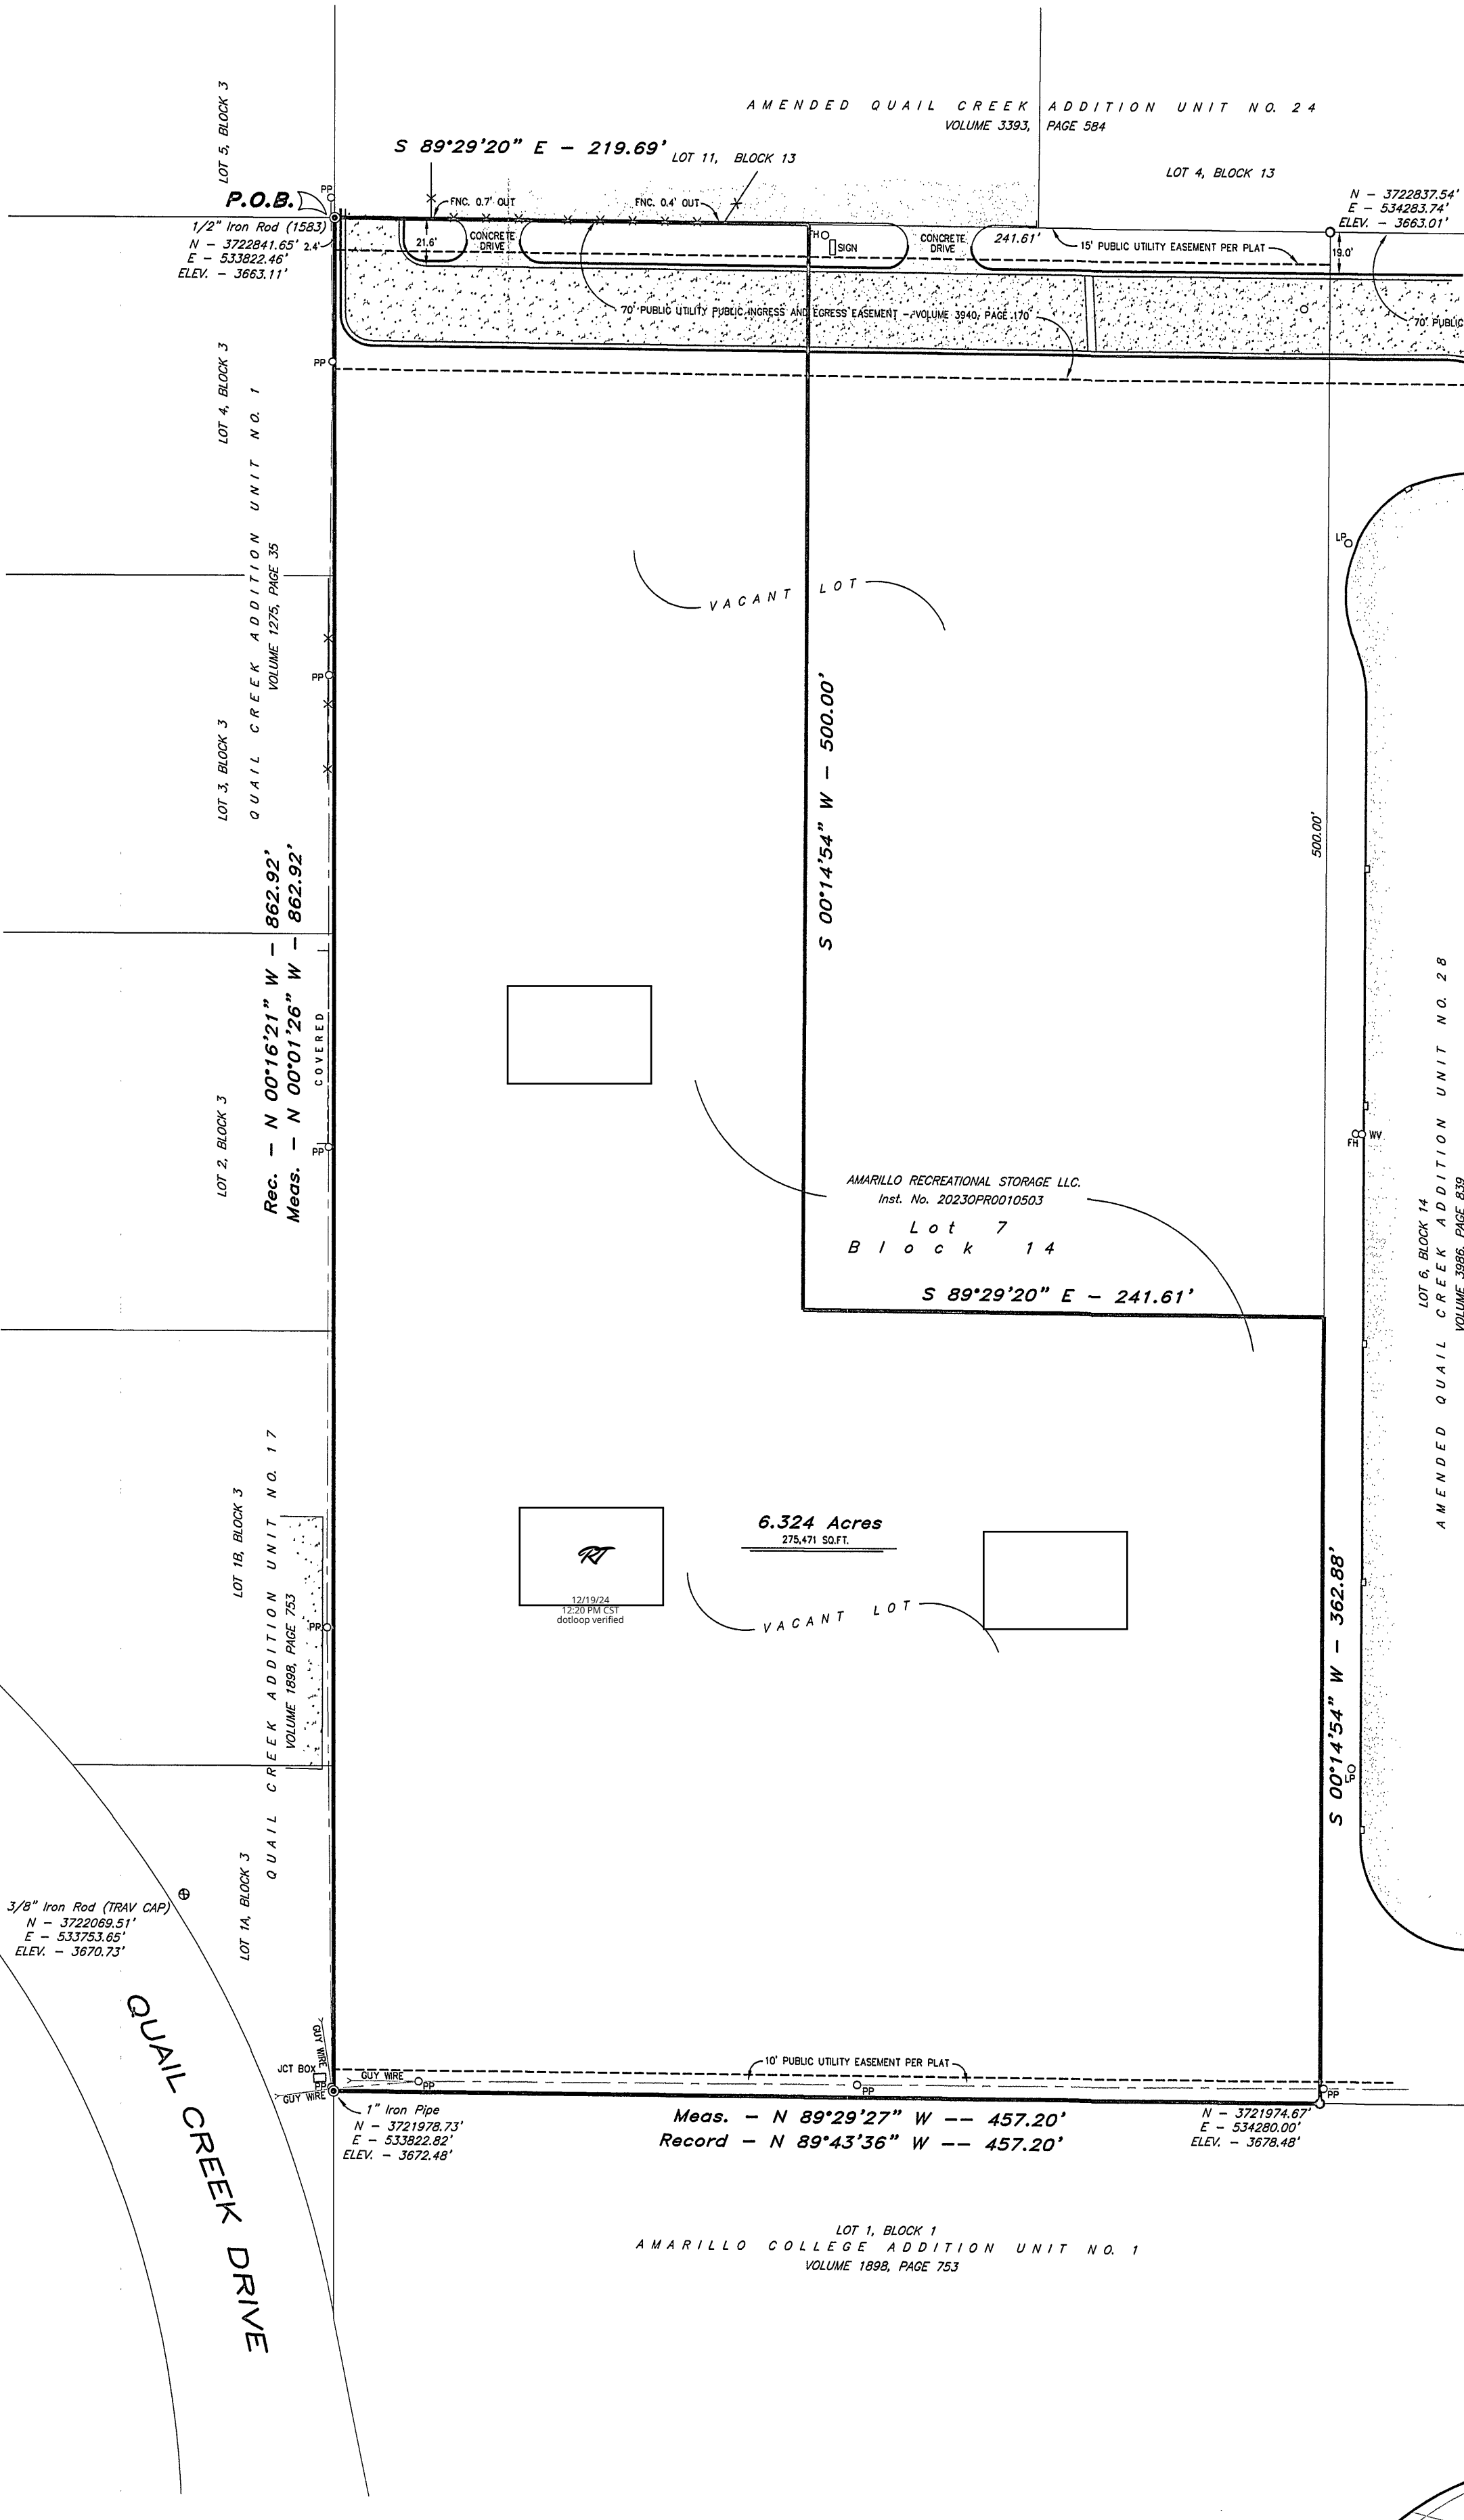 AMENDED QUAIL CREEK ADDITION UNIT NO. 24
VOLUME 3393, PAGE 584
S 89°29'20" E - 219.69'
LOT 11, BLOCK 13
LOT 4, BLOCK 13
LOT 5, BLOCK 3
P.O.B.
PP
1/2" Iron Rod (1583)
N - 3722841.65'
E - 533822.46'
ELEV. - 3663.11'
2.4'
21.6'
FNC. 0.7' OUT
FNC. 0.4' OUT
CONCRETE
DRIVE
FH
SIGN
CONCRETE
DRIVE
241.61'
15' PUBLIC UTILITY EASEMENT PER PLAT
N - 3722837.54'
E - 534283.74'
ELEV. - 3663.01'
19.0'
70' PUBLIC UTILITY PUBLIC INGRESS AND EGRESS EASEMENT - VOLUME 3940, PAGE 170
70' PUBLIC
PP
LOT 4, BLOCK 3
QUAIL CREEK ADDITION UNIT NO. 1
VOLUME 1275, PAGE 35
LP
VACANT LOT
PP
LOT 3, BLOCK 3
S 00°14'54" W - 500.00'
500.00'
Rec. - N 00°16'21" W - 862.92'
Meas. - N 00°01'26" W - 862.92'
COVERED
LOT 2, BLOCK 3
PP
FH
WV
AMARILLO RECREATIONAL STORAGE LLC.
Inst. No. 2023OPR0010503
Lot 7
Block 14
S 89°29'20" E - 241.61'
LOT 6, BLOCK 14
AMENDED QUAIL CREEK ADDITION UNIT NO. 28
VOLUME 3986, PAGE 839
LOT 1B, BLOCK 3
QUAIL CREEK ADDITION UNIT NO. 17
VOLUME 1898, PAGE 753
PP
RT
12/19/24
12:20 PM CST
dotloop verified
6.324 Acres
275,471 SQ.FT.
VACANT LOT
S 00°14'54" W - 362.88'
LP
LOT 1A, BLOCK 3
3/8" Iron Rod (TRAV CAP)
N - 3722069.51'
E - 533753.65'
ELEV. - 3670.73'
QUAIL CREEK DRIVE
GUY WIRE
JCT BOX
PP
GUY WIRE
GUY WIRE
PP
10' PUBLIC UTILITY EASEMENT PER PLAT
PP
PP
1" Iron Pipe
N - 3721978.73'
E - 533822.82'
ELEV. - 3672.48'
Meas. - N 89°29'27" W -- 457.20'
Record - N 89°43'36" W -- 457.20'
N - 3721974.67'
E - 534280.00'
ELEV. - 3678.48'
LOT 1, BLOCK 1
AMARILLO COLLEGE ADDITION UNIT NO. 1
VOLUME 1898, PAGE 753